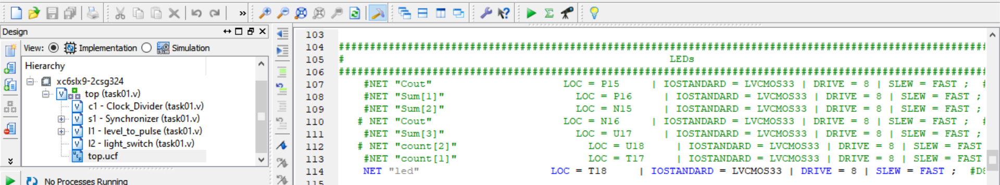 »
Design
View: Implementation Simulation
Hierarchy
xc6slx9-2csg324
top (task01.v)
c1 - Clock_Divider (task01.v)
s1 - Synchronizer (task01.v)
l1 - level_to_pulse (task01.v)
l2 - light_switch (task01.v)
top.ucf
No Processes Running
103
104 ########################################################################################################
105 # LEDs
106 ########################################################################################################
107 #NET "Cout" LOC = P15 | IOSTANDARD = LVCMOS33 | DRIVE = 8 | SLEW = FAST ; #
108 #NET "Sum[1]" LOC = P16 | IOSTANDARD = LVCMOS33 | DRIVE = 8 | SLEW = FAST ;
109 #NET "Sum[2]" LOC = N15 | IOSTANDARD = LVCMOS33 | DRIVE = 8 | SLEW = FAST ;
110 # NET "Cout" LOC = N16 | IOSTANDARD = LVCMOS33 | DRIVE = 8 | SLEW = FAST ; #
111 #NET "Sum[3]" LOC = U17 | IOSTANDARD = LVCMOS33 | DRIVE = 8 | SLEW = FAST ;
112 # NET "count[2]" LOC = U18 | IOSTANDARD = LVCMOS33 | DRIVE = 8 | SLEW = FAST
113 #NET "count[1]" LOC = T17 | IOSTANDARD = LVCMOS33 | DRIVE = 8 | SLEW = FAST
114 NET "led" LOC = T18 | IOSTANDARD = LVCMOS33 | DRIVE = 8 | SLEW = FAST ; #D8
115